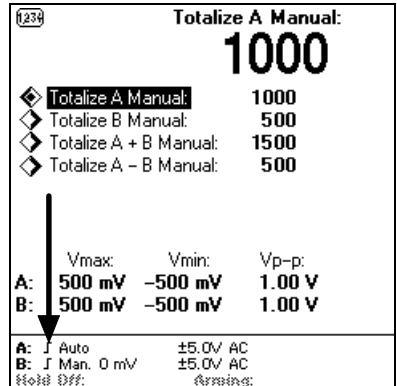 1,234
Totalize A Manual:
1000
Totalize A Manual: 1000
Totalize B Manual: 500
Totalize A + B Manual: 1500
Totalize A – B Manual: 500
Vmax: Vmin: Vp–p:
A: 500 mV –500 mV 1.00 V
B: 500 mV –500 mV 1.00 V
A: Auto ±5.0V AC
B: Man. 0 mV ±5.0V AC
Hold Off: Arming: